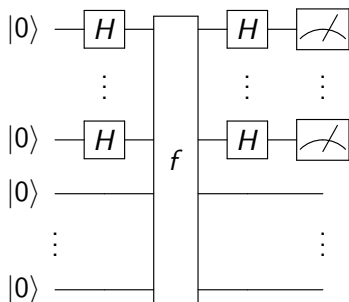 |0⟩ H H
⋮ ⋮ ⋮
|0⟩ H H
f
|0⟩
⋮ ⋮
|0⟩